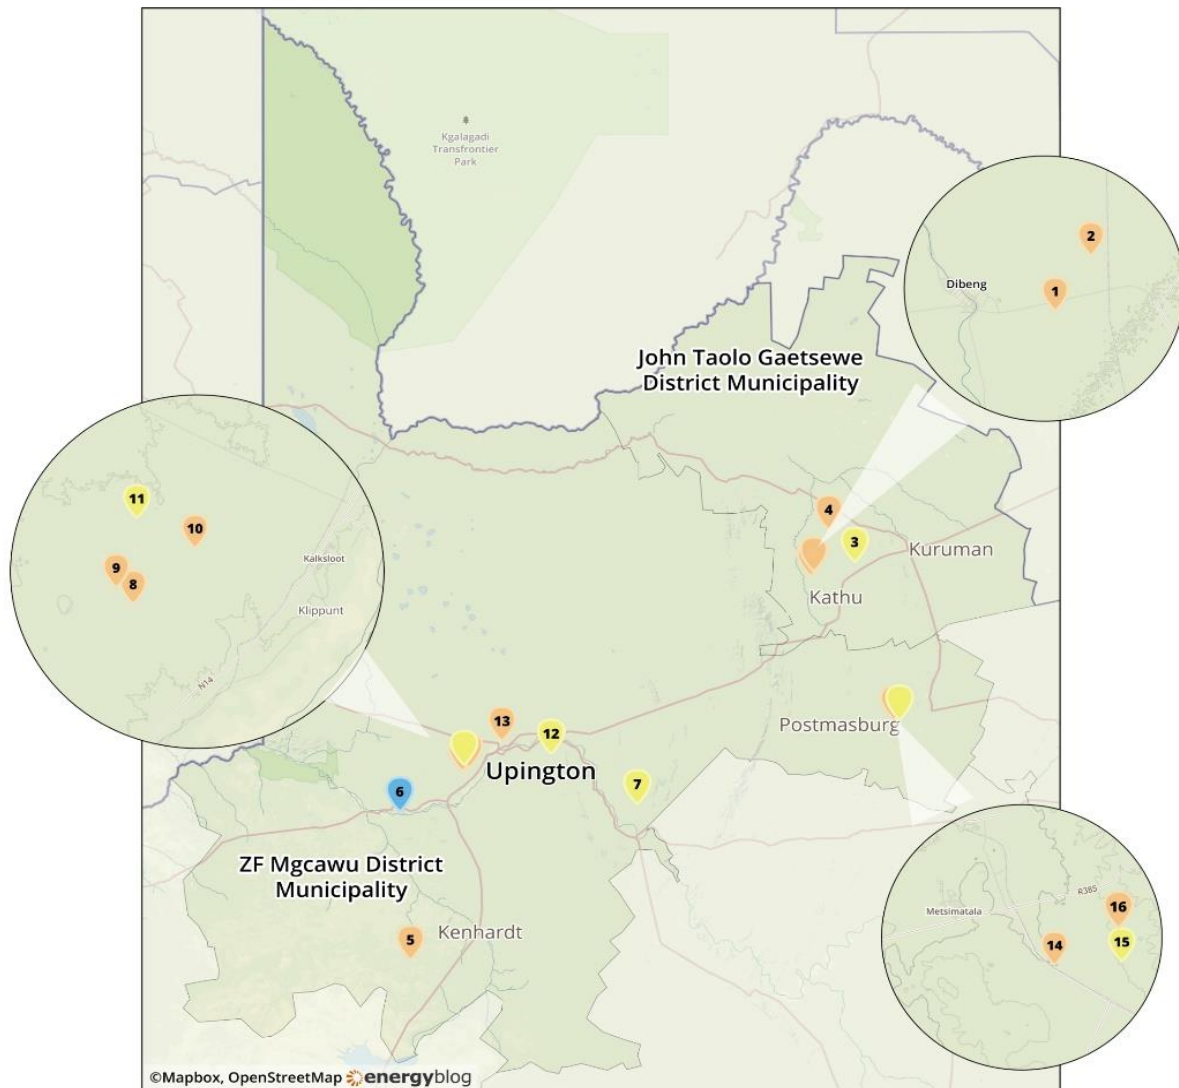 Kgalagadi
Transfrontier
Park
2
Dibeng
1
John Taolo Gaetsewe
District Municipality
11
10
9
8
Kalksloot
Klippunt
N14
4
3
Kuruman
Kathu
Postmasburg
13
12
Upington
7
6
ZF Mgcawu District
Municipality
5
Kenhardt
R385
Metsimatala
16
14
15
©Mapbox, OpenStreetMap energyblog